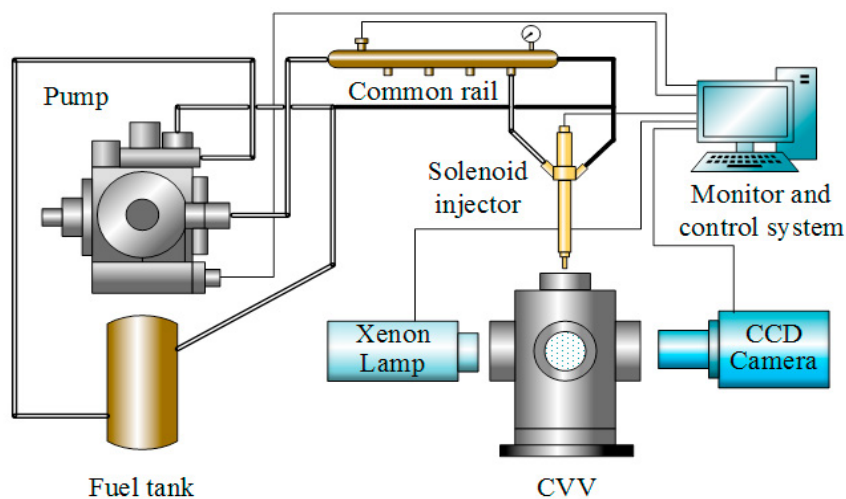 Pump
Common rail
Solenoid
injector
Monitor and
control system
Xenon
Lamp
CCD
Camera
Fuel tank
CVV